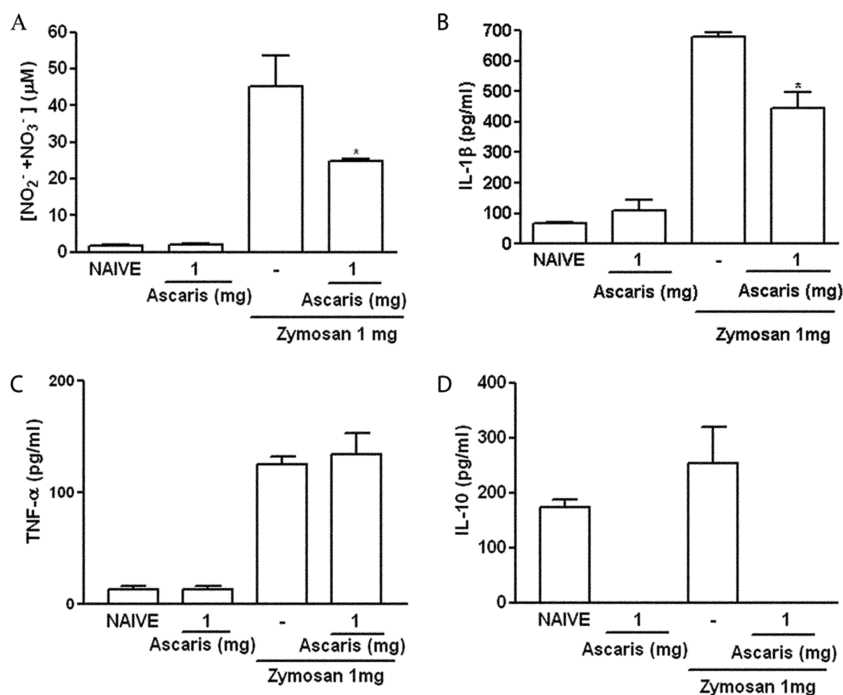 A
[NO2- +NO3-] (μM)
60
50
40
30
20
10
0
NAIVE 1 - 1
Ascaris (mg) Ascaris (mg)
Zymosan 1 mg
B
IL-1β (pg/ml)
700
600
500
400
300
200
100
0
*
NAIVE 1 - 1
Ascaris (mg) Ascaris (mg)
Zymosan 1mg
C
TNF-α (pg/ml)
200
100
0
NAIVE 1 - 1
Ascaris (mg) Ascaris (mg)
Zymosan 1mg
D
IL-10 (pg/ml)
400
300
200
100
0
NAIVE 1 - 1
Ascaris (mg) Ascaris (mg)
Zymosan 1mg